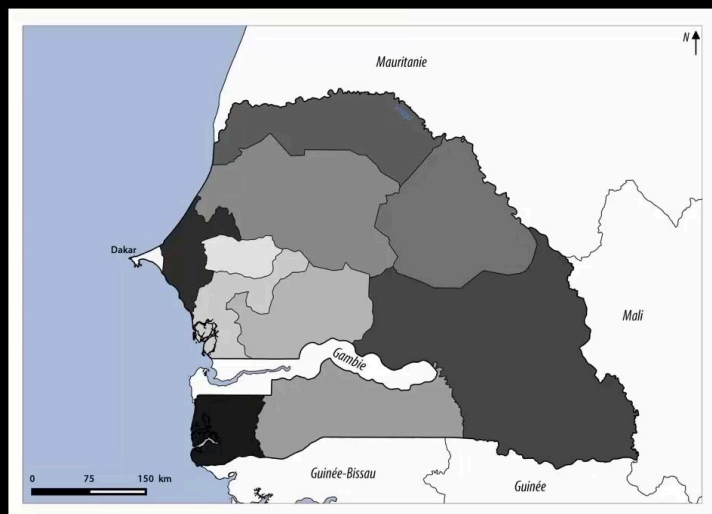 N
Mauritanie
Dakar
Mali
Gambie
0 75 150 km
Guinée-Bissau
Guinée